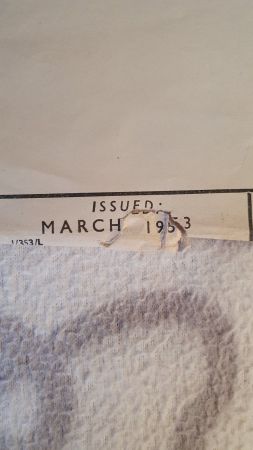 ISSUED:
MARCH 1953
1/353/L